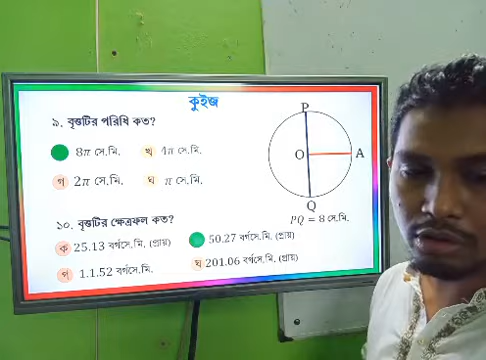 কুইজ
৯. বৃত্তটির পরিধি কত?
8π সে.মি. খ 4π সে.মি.
গ 2π সে.মি. ঘ π সে.মি.
P
O A
Q
PQ = 8 সে.মি.
১০. বৃত্তটির ক্ষেত্রফল কত?
ক 25.13 বর্গসে.মি. (প্রায়) 50.27 বর্গসে.মি. (প্রায়)
গ 1.1.52 বর্গসে.মি. ঘ 201.06 বর্গসে.মি. (প্রায়)